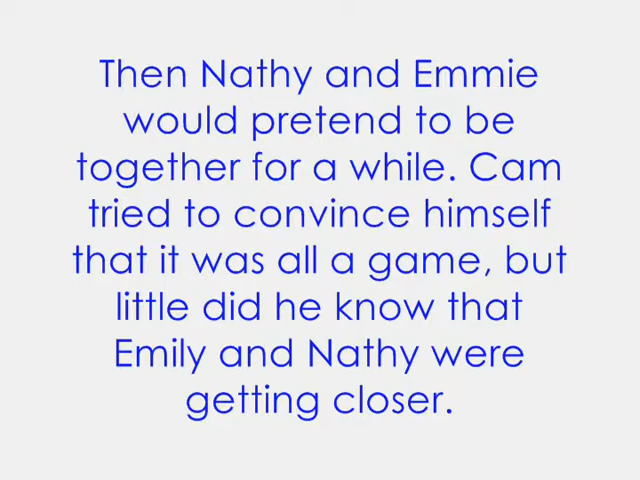 Then Nathy and Emmie
would pretend to be
together for a while. Cam
tried to convince himself
that it was all a game, but
little did he know that
Emily and Nathy were
getting closer.